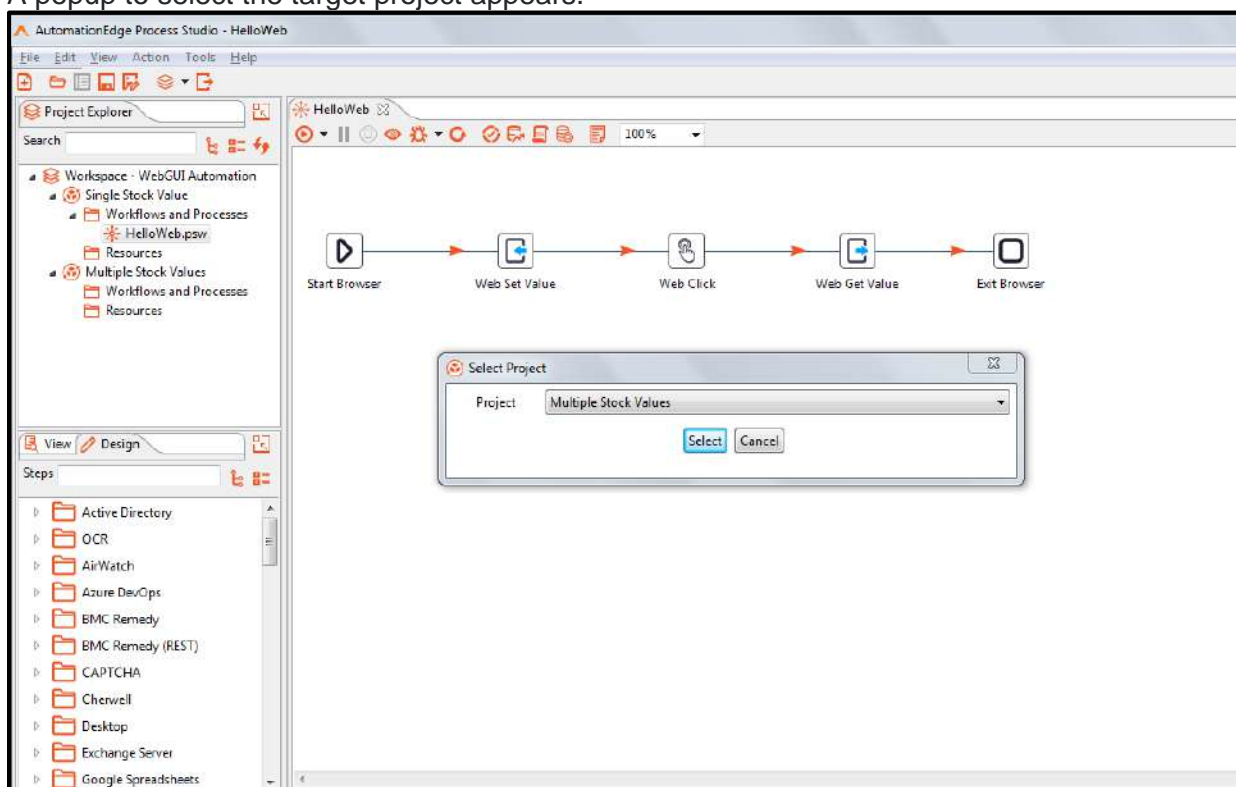 A popup to select the target project appears.
AutomationEdge Process Studio - HelloWeb
File Edit View Action Tools Help
Project Explorer
Search
Workspace - WebGUI Automation
Single Stock Value
Workflows and Processes
HelloWeb.psw
Resources
Multiple Stock Values
Workflows and Processes
Resources
View Design
Steps
Active Directory
OCR
AirWatch
Azure DevOps
BMC Remedy
BMC Remedy (REST)
CAPTCHA
Cherwell
Desktop
Exchange Server
Google Spreadsheets
HelloWeb
100%
Start Browser Web Set Value Web Click Web Get Value Exit Browser
Select Project
Project Multiple Stock Values
Select Cancel